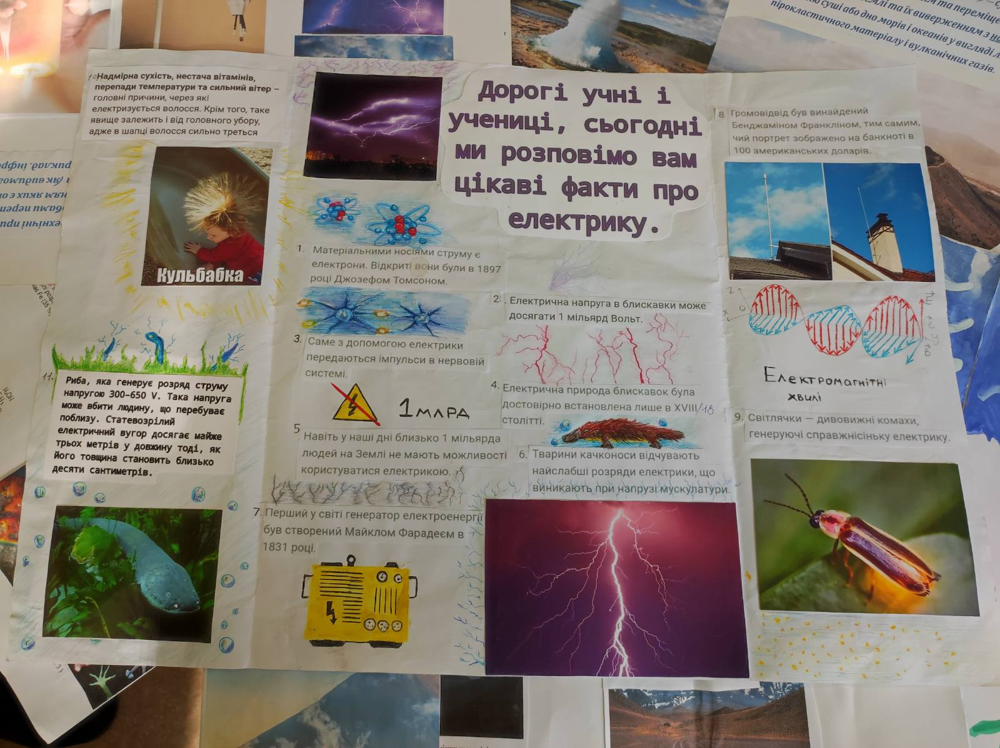 Дорогі учні і
учениці, сьогодні
ми розповімо вам
цікаві факти про
електрику.
1. Матеріальними носіями струму є
електрони. Відкриті вони були в 1897
році Джозефом Томсоном.
2. Електрична напруга в блискавки може
досягати 1 мільярд Вольт.
3. Саме з допомогою електрики
передаються імпульси в нервовій
системі.
4. Електрична природа блискавок була
достовірно встановлена лише в XVIII/18
столітті.
1 млрд
5 Навіть у наші дні близько 1 мільярда
людей на Землі не мають можливості
користуватися електрикою.
6. Тварини качконоси відчувають
найслабші розряди електрики, що
виникають при напрузі мускулатури.
7. Перший у світі генератор електроенергії
був створений Майклом Фарадеєм в
1831 році.
8 Громовідвід був винайдений
Бенджаміном Франкліном, тим самим,
чий портрет зображено на банкноті в
100 американських доларів.
Електромагнітні
хвилі
9. Світлячки — дивовижні комахи,
генеруючі справжнісіньку електрику.
Надмірна сухість, нестача вітамінів,
перепади температури та сильний вітер –
головні причини, через які
електризується волосся. Крім того, таке
явище залежить і від головного убору,
адже в шапці волосся сильно треться
Кульбабка
11. Риба, яка генерує розряд струму
напругою 300-650 V. Така напруга
може вбити людину, що перебуває
поблизу. Статевозрілий
електричний вугор досягає майже
трьох метрів у довжину тоді, як
його товщина становить близько
десяти сантиметрів.
та переміще
землі та їх виверженням з
суші або дно морів і океанів у вигляді
пірокластичного матеріалу і вулканічних газів.